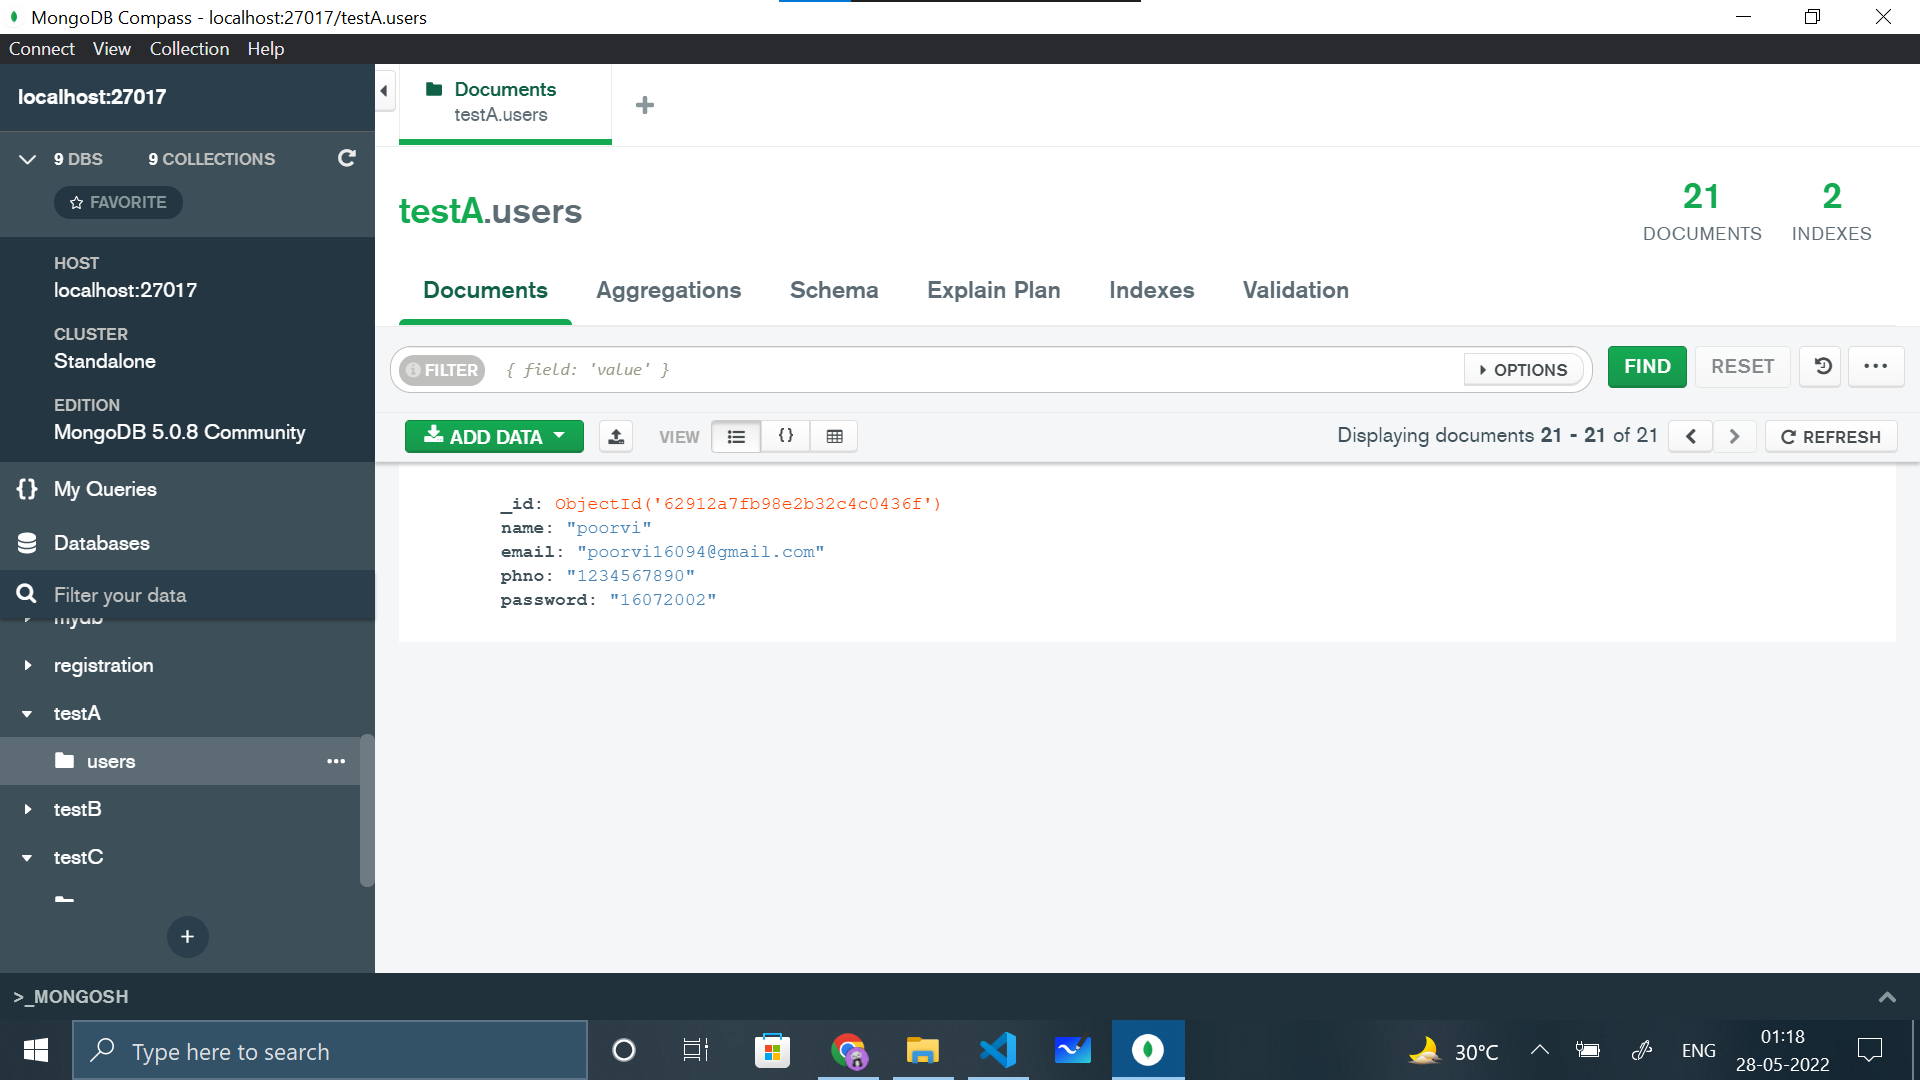 MongoDB Compass - localhost:27017/testA.users
Connect View Collection Help
localhost:27017
9 DBS 9 COLLECTIONS
FAVORITE
HOST
localhost:27017
CLUSTER
Standalone
EDITION
MongoDB 5.0.8 Community
{} My Queries
Databases
Filter your data
mydb
registration
testA
users
testB
testC
Documents
testA.users
testA.users
21
DOCUMENTS
2
INDEXES
Documents Aggregations Schema Explain Plan Indexes Validation
FILTER { field: 'value' } OPTIONS FIND RESET
ADD DATA VIEW {} Displaying documents 21 - 21 of 21 REFRESH
_id: ObjectId('62912a7fb98e2b32c4c0436f')
name: "poorvi"
email: "poorvi16094@gmail.com"
phno: "1234567890"
password: "16072002"
>_MONGOSH
Type here to search
30°C
ENG
01:18
28-05-2022